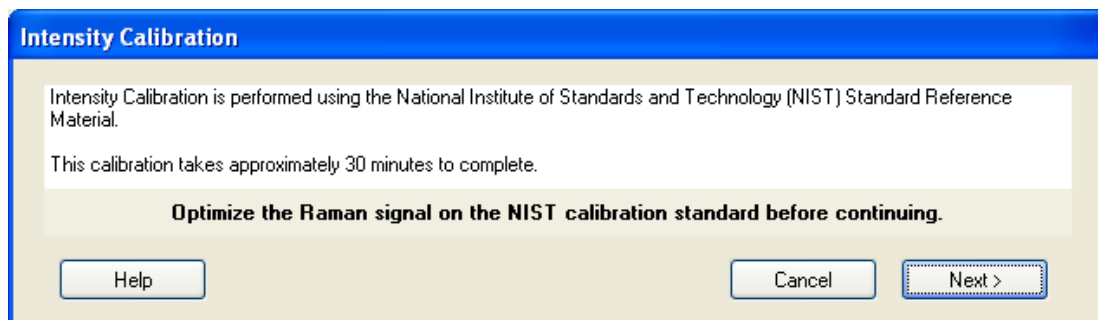 Intensity Calibration
Intensity Calibration is performed using the National Institute of Standards and Technology (NIST) Standard Reference
Material.
This calibration takes approximately 30 minutes to complete.
Optimize the Raman signal on the NIST calibration standard before continuing.
Help Cancel Next >